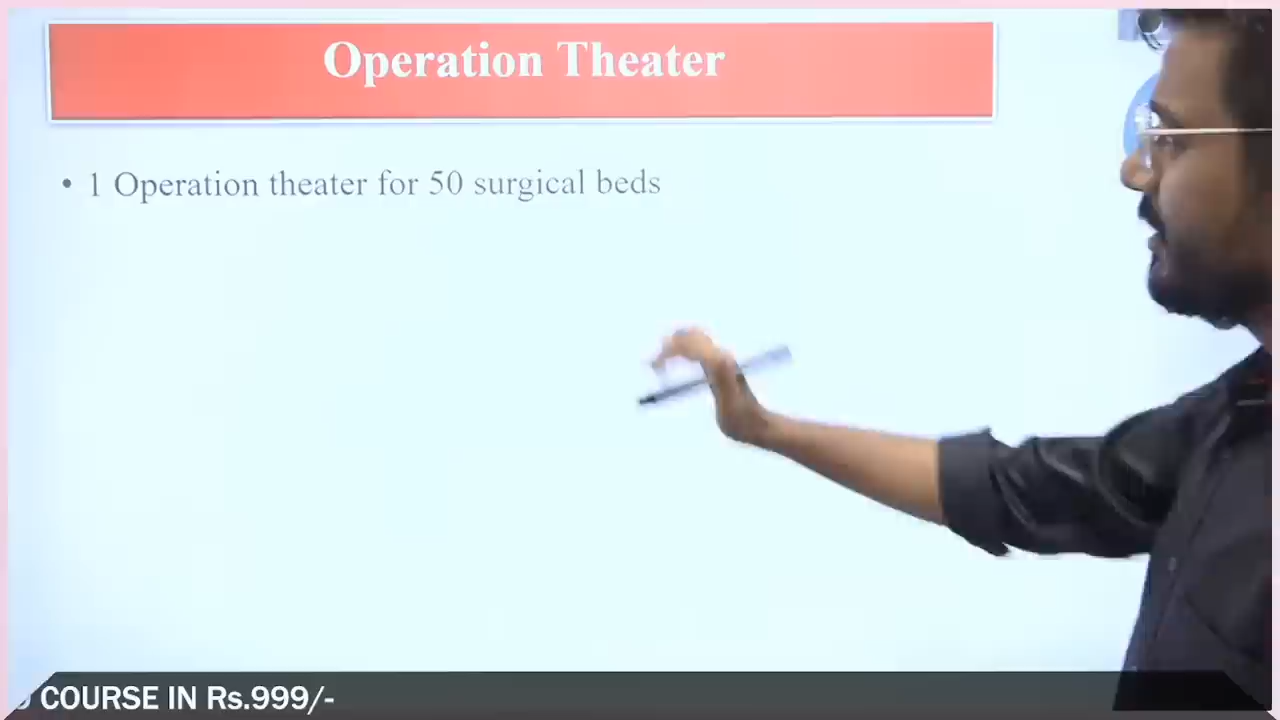 Operation Theater
• 1 Operation theater for 50 surgical beds
COURSE IN Rs.999/-